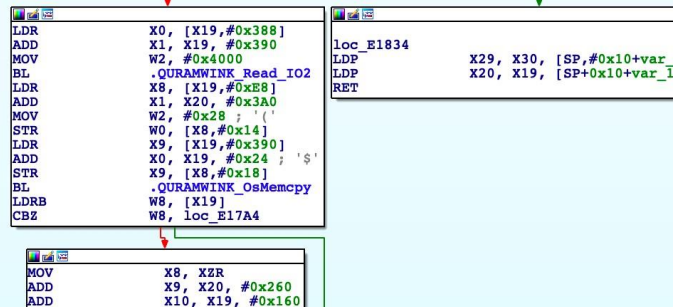 LDR X0, [X19,#0x388]
ADD X1, X19, #0x390
MOV W2, #0x4000
BL .QURAMWINK_Read_IO2
LDR X8, [X19,#0xE8]
ADD X1, X20, #0x3A0
MOV W2, #0x28 ; '('
STR W0, [X8,#0x14]
LDR X9, [X19,#0x390]
ADD X0, X19, #0x24 ; '$'
STR X9, [X8,#0x18]
BL .QURAMWINK_OsMemcpy
LDRB W8, [X19]
CBZ W8, loc_E17A4
loc_E1834
LDP X29, X30, [SP,#0x10+var_
LDP X20, X19, [SP+0x10+var_1
RET
MOV X8, XZR
ADD X9, X20, #0x260
ADD X10, X19, #0x160